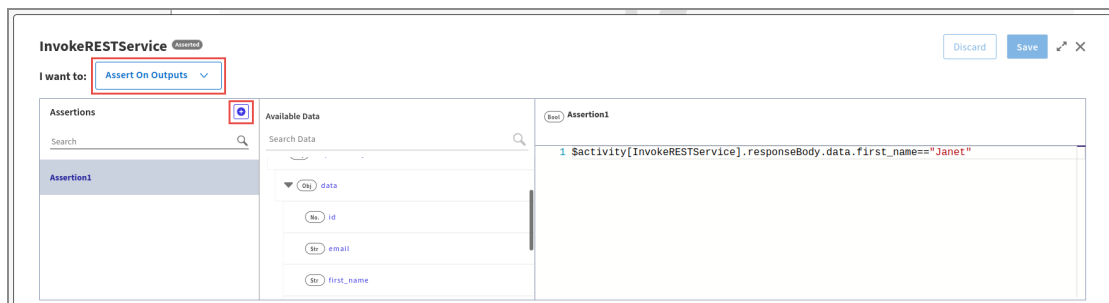 InvokeRESTService Asserted
Discard
Save
I want to: Assert On Outputs
Assertions
Search
Assertion1
Available Data
Search Data
Obj data
No. id
Str email
Str first_name
Bool Assertion1
1 $activity[InvokeRESTService].responseBody.data.first_name=="Janet"